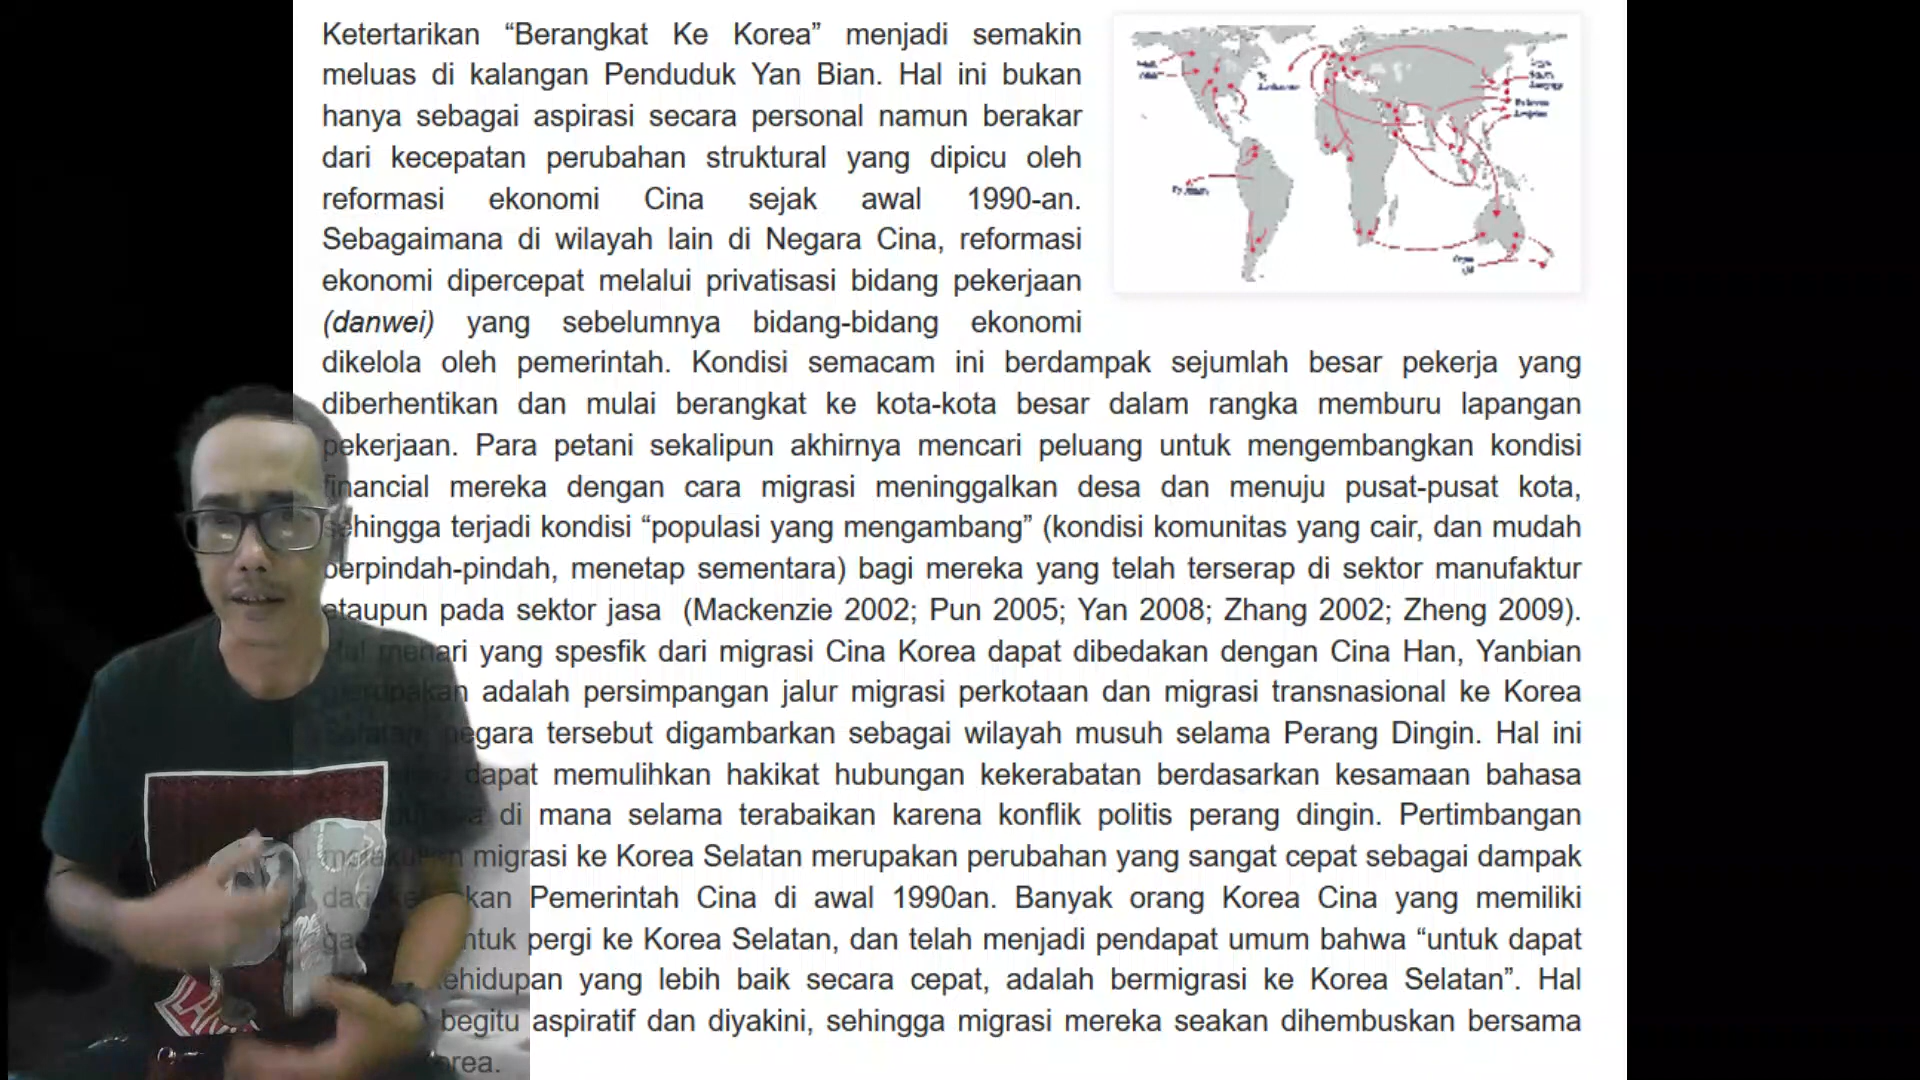 Ketertarikan “Berangkat Ke Korea” menjadi semakin
meluas di kalangan Penduduk Yan Bian. Hal ini bukan
hanya sebagai aspirasi secara personal namun berakar
dari kecepatan perubahan struktural yang dipicu oleh
reformasi ekonomi Cina sejak awal 1990-an.
Sebagaimana di wilayah lain di Negara Cina, reformasi
ekonomi dipercepat melalui privatisasi bidang pekerjaan
(danwei) yang sebelumnya bidang-bidang ekonomi
dikelola oleh pemerintah. Kondisi semacam ini berdampak sejumlah besar pekerja yang
diberhentikan dan mulai berangkat ke kota-kota besar dalam rangka memburu lapangan
pekerjaan. Para petani sekalipun akhirnya mencari peluang untuk mengembangkan kondisi
financial mereka dengan cara migrasi meninggalkan desa dan menuju pusat-pusat kota,
sehingga terjadi kondisi “populasi yang mengambang” (kondisi komunitas yang cair, dan mudah
berpindah-pindah, menetap sementara) bagi mereka yang telah terserap di sektor manufaktur
ataupun pada sektor jasa (Mackenzie 2002; Pun 2005; Yan 2008; Zhang 2002; Zheng 2009).
Hal menari yang spesfik dari migrasi Cina Korea dapat dibedakan dengan Cina Han, Yanbian
merupakan adalah persimpangan jalur migrasi perkotaan dan migrasi transnasional ke Korea
Selatan, negara tersebut digambarkan sebagai wilayah musuh selama Perang Dingin. Hal ini
dapat memulihkan hakikat hubungan kekerabatan berdasarkan kesamaan bahasa
di mana selama terabaikan karena konflik politis perang dingin. Pertimbangan
melakukan migrasi ke Korea Selatan merupakan perubahan yang sangat cepat sebagai dampak
dari Pemerintah Cina di awal 1990an. Banyak orang Korea Cina yang memiliki
untuk pergi ke Korea Selatan, dan telah menjadi pendapat umum bahwa “untuk dapat
kehidupan yang lebih baik secara cepat, adalah bermigrasi ke Korea Selatan”. Hal
begitu aspiratif dan diyakini, sehingga migrasi mereka seakan dihembuskan bersama